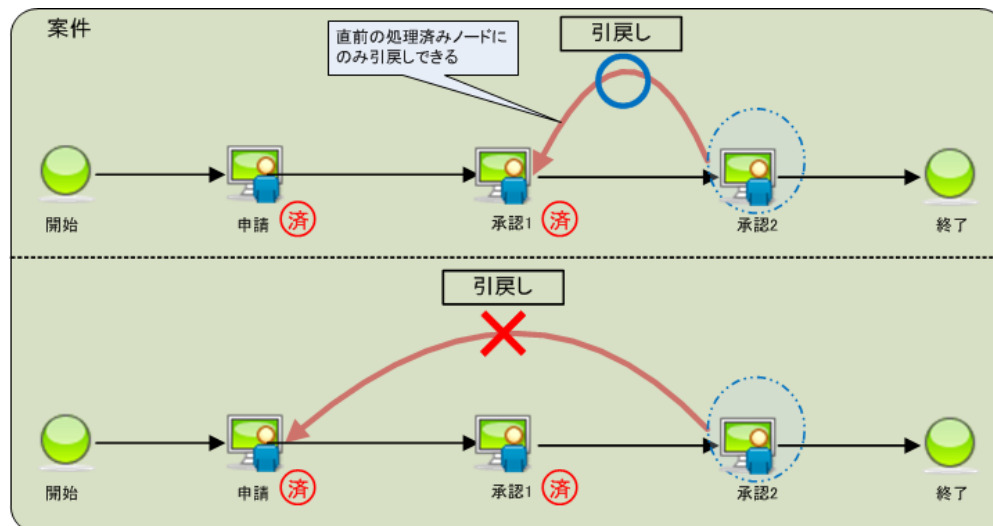 案件
直前の処理済みノードに
のみ引戻しできる
引戻し
開始
申請
済
承認1
済
承認2
終了
引戻し
開始
申請
済
承認1
済
承認2
終了